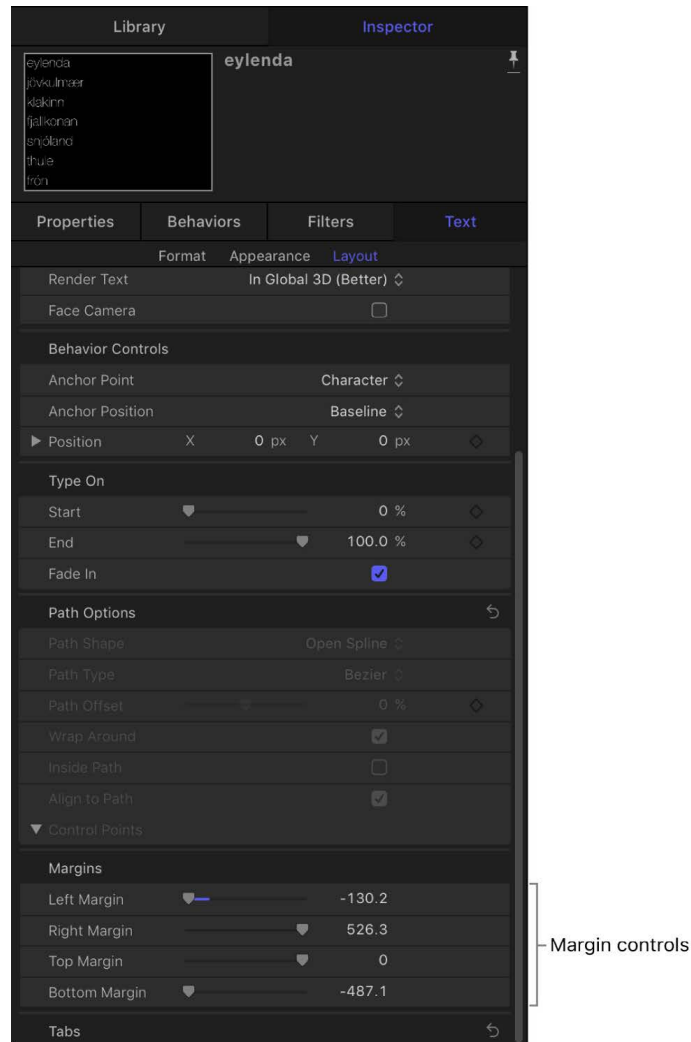 Library Inspector
eylenda
eylenda
jökulmær
klakinn
fjallkonan
snjóland
thule
frón
Properties Behaviors Filters Text
Format Appearance Layout
Render Text In Global 3D (Better)
Face Camera
Behavior Controls
Anchor Point Character
Anchor Position Baseline
Position X 0 px Y 0 px
Type On
Start 0 %
End 100.0 %
Fade In
Path Options
Path Shape Open Spline
Path Type Bezier
Path Offset 0 %
Wrap Around
Inside Path
Align to Path
Control Points
Margins
Left Margin -130.2
Right Margin 526.3
Top Margin 0
Bottom Margin -487.1
Margin controls
Tabs